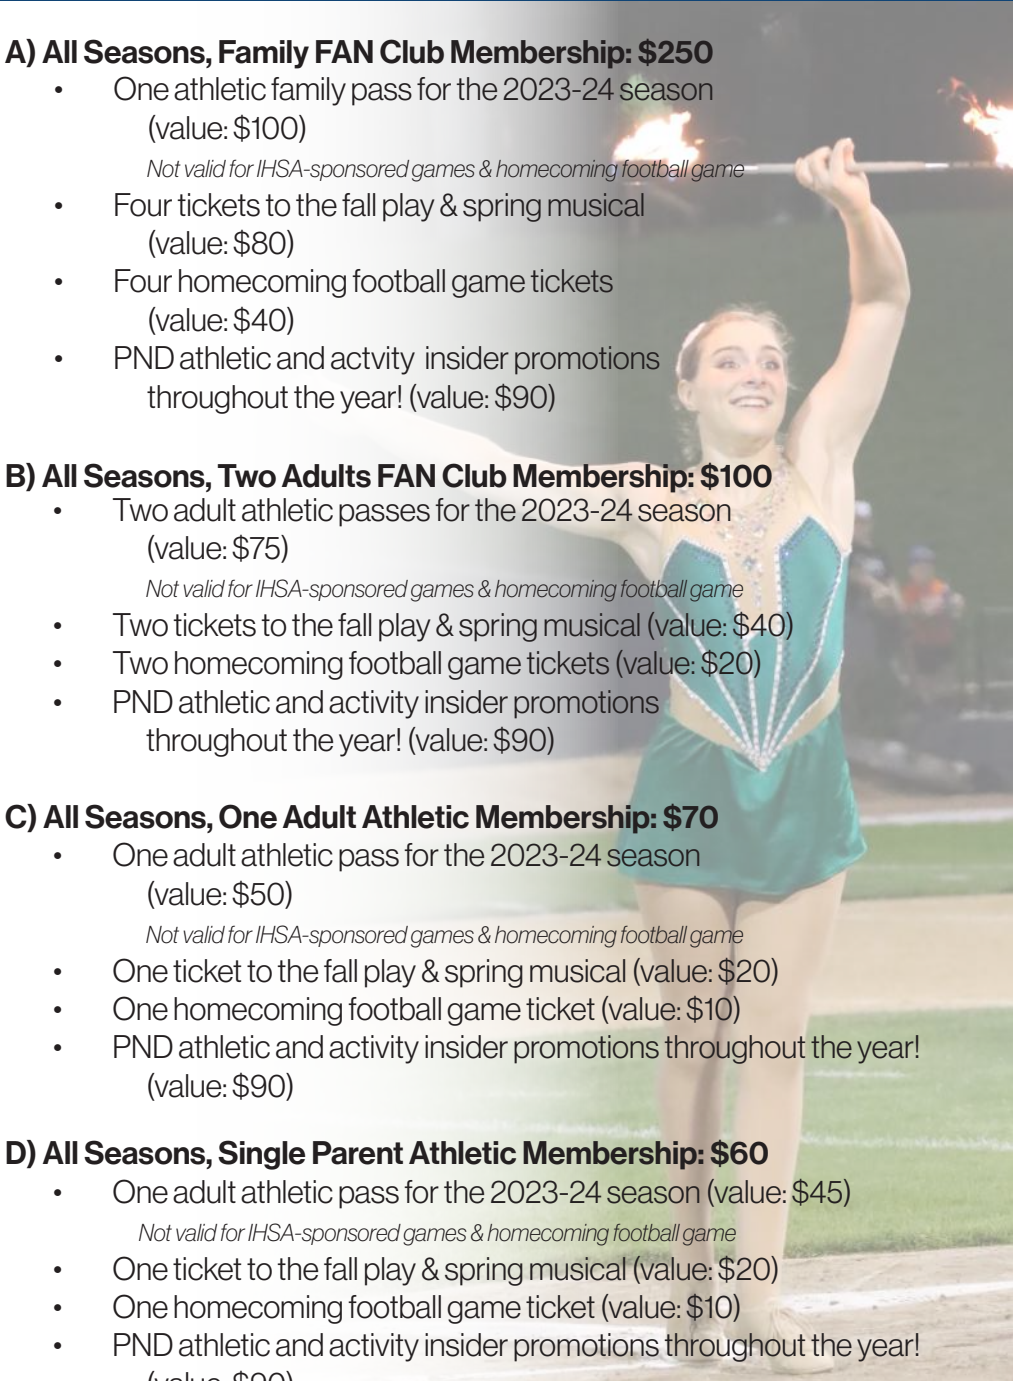 A) All Seasons, Family FAN Club Membership: $250
• One athletic family pass for the 2023-24 season
(value: $100)
Not valid for IHSA-sponsored games & homecoming football game
• Four tickets to the fall play & spring musical
(value: $80)
• Four homecoming football game tickets
(value: $40)
• PND athletic and actvity insider promotions
throughout the year! (value: $90)
B) All Seasons, Two Adults FAN Club Membership: $100
• Two adult athletic passes for the 2023-24 season
(value: $75)
Not valid for IHSA-sponsored games & homecoming football game
• Two tickets to the fall play & spring musical (value: $40)
• Two homecoming football game tickets (value: $20)
• PND athletic and activity insider promotions
throughout the year! (value: $90)
C) All Seasons, One Adult Athletic Membership: $70
• One adult athletic pass for the 2023-24 season
(value: $50)
Not valid for IHSA-sponsored games & homecoming football game
• One ticket to the fall play & spring musical (value: $20)
• One homecoming football game ticket (value: $10)
• PND athletic and activity insider promotions throughout the year!
(value: $90)
D) All Seasons, Single Parent Athletic Membership: $60
• One adult athletic pass for the 2023-24 season (value: $45)
Not valid for IHSA-sponsored games & homecoming football game
• One ticket to the fall play & spring musical (value: $20)
• One homecoming football game ticket (value: $10)
• PND athletic and activity insider promotions throughout the year!